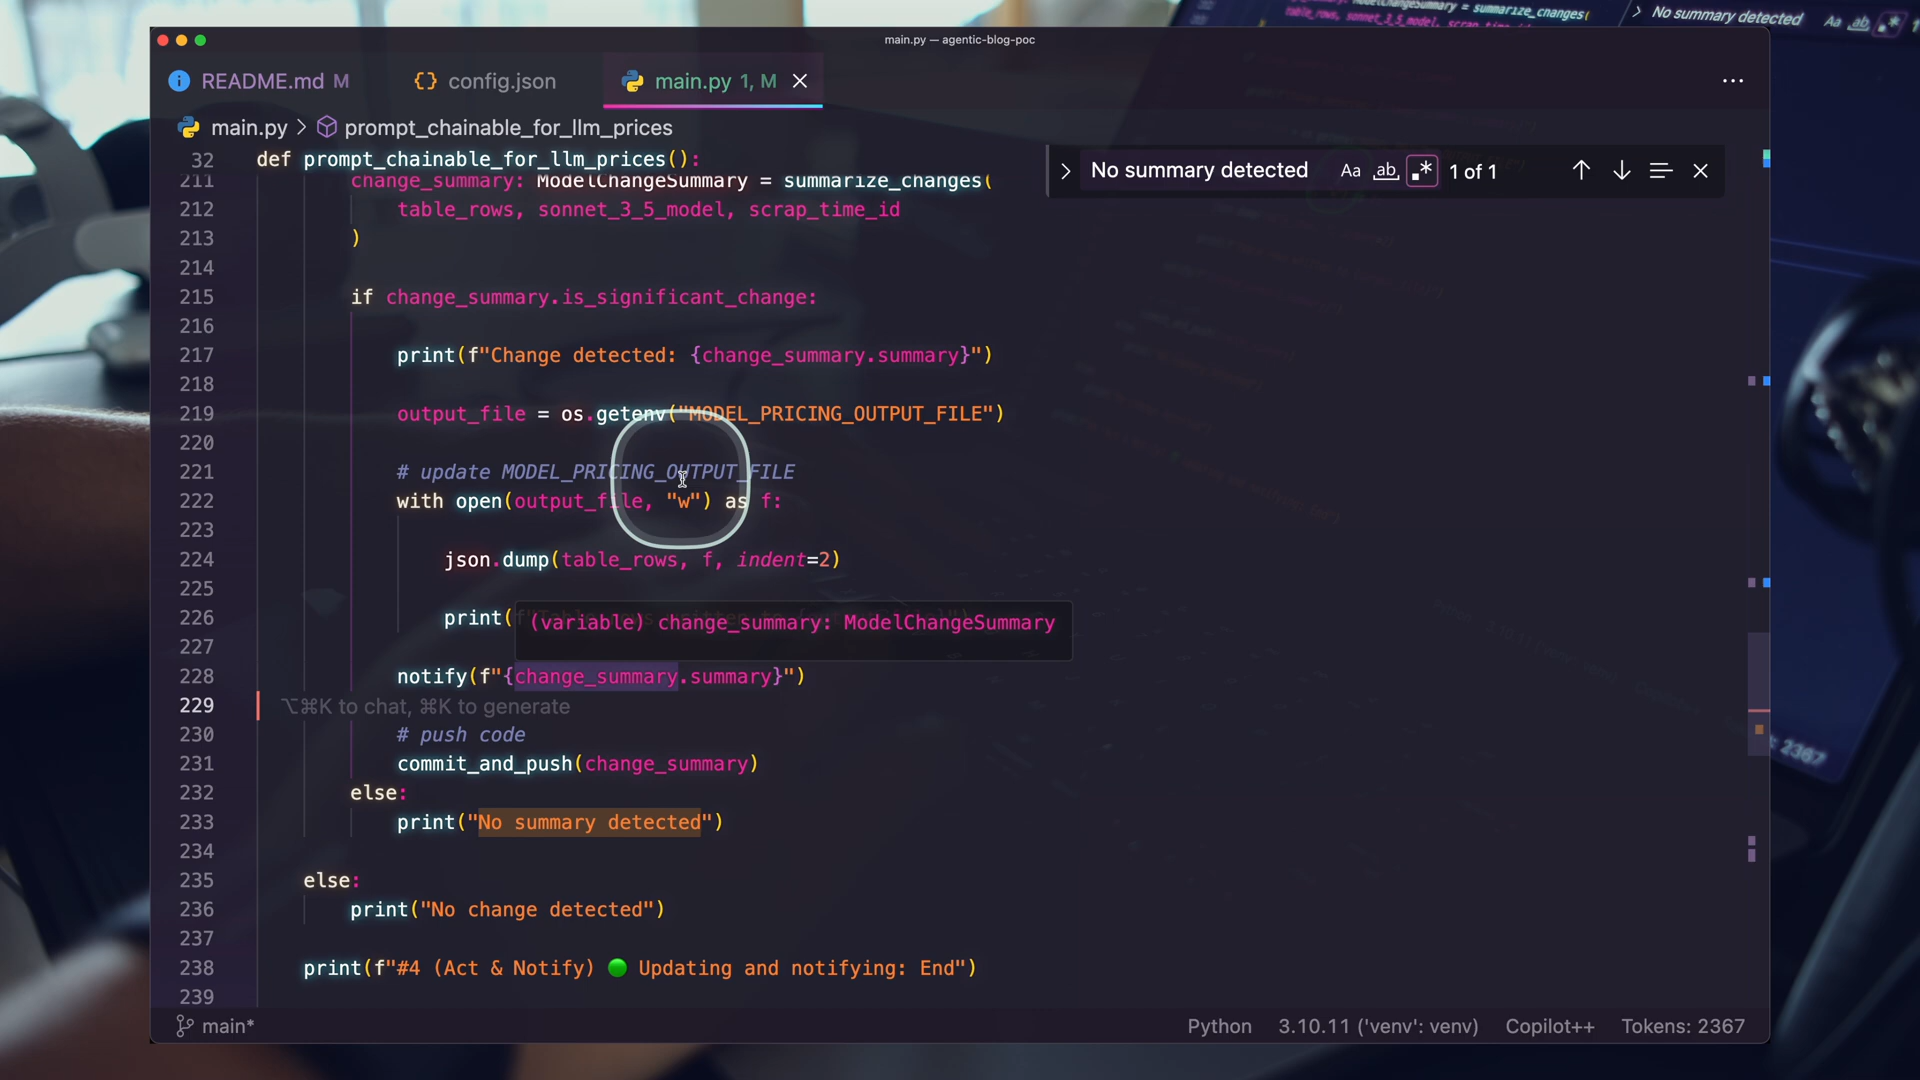 main.py — agentic-blog-poc
README.md M
config.json
main.py 1, M
main.py > prompt_chainable_for_llm_prices
No summary detected
Aa ab .* 1 of 1
32 def prompt_chainable_for_llm_prices():
211 change_summary: ModelChangeSummary = summarize_changes(
212 table_rows, sonnet_3_5_model, scrap_time_id
213 )
214
215 if change_summary.is_significant_change:
216
217 print(f"Change detected: {change_summary.summary}")
218
219 output_file = os.getenv("MODEL_PRICING_OUTPUT_FILE")
220
221 # update MODEL_PRICING_OUTPUT_FILE
222 with open(output_file, "w") as f:
223
224 json.dump(table_rows, f, indent=2)
225
226 print(
(variable) change_summary: ModelChangeSummary
227
228 notify(f"{change_summary.summary}")
229 ⌥⌘K to chat, ⌘K to generate
230 # push code
231 commit_and_push(change_summary)
232 else:
233 print("No summary detected")
234
235 else:
236 print("No change detected")
237
238 print(f"#4 (Act & Notify) 🟢 Updating and notifying: End")
239
main*
Python 3.10.11 ('venv': venv) Copilot++ Tokens: 2367